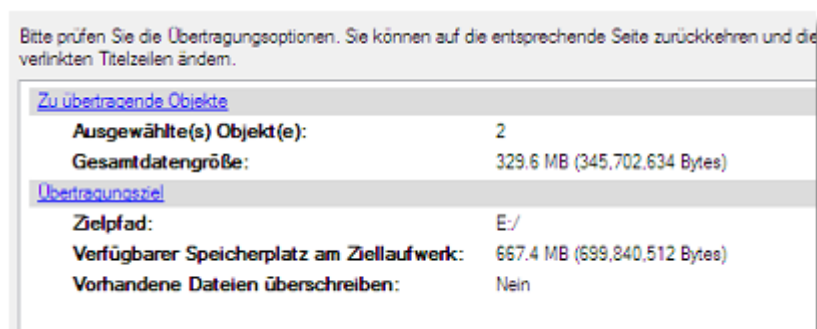 Bitte prüfen Sie die Übertragungsoptionen. Sie können auf die entsprechende Seite zurückkehren und die
verlinkten Titelzeilen ändern.
Zu übertragende Objekte
Ausgewählte(s) Objekt(e): 2
Gesamtdatengröße: 329.6 MB (345,702,634 Bytes)
Übertragungsziel
Zielpfad: E:/
Verfügbarer Speicherplatz am Ziellaufwerk: 667.4 MB (699,840,512 Bytes)
Vorhandene Dateien überschreiben: Nein